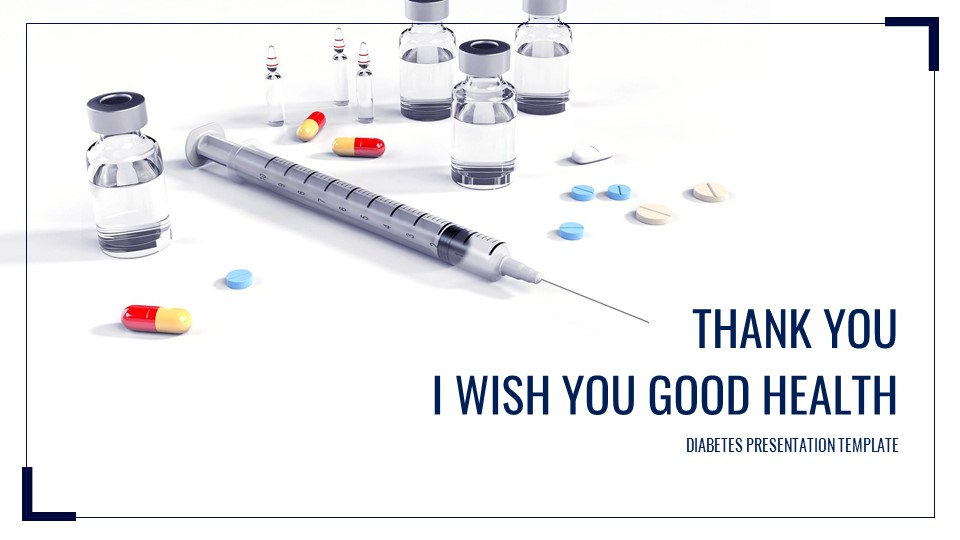 THANK YOU
I WISH YOU GOOD HEALTH
DIABETES PRESENTATION TEMPLATE